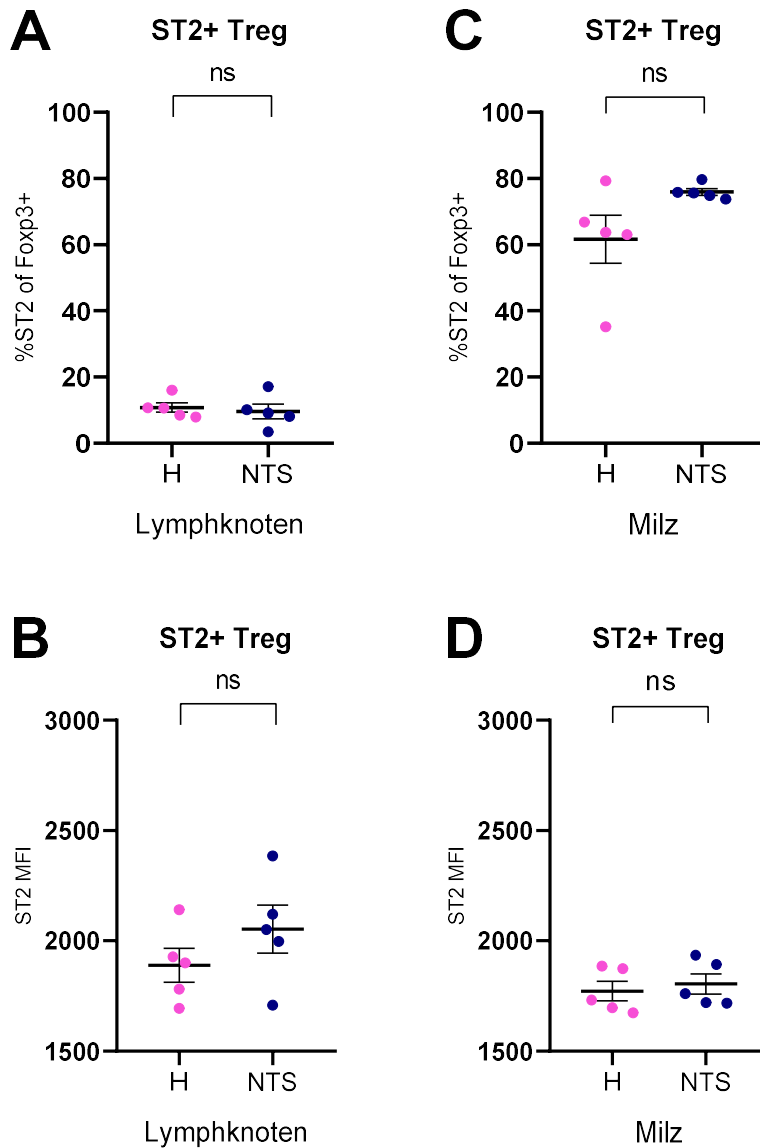 A
ST2+ Treg
ns
%ST2 of Foxp3+
100
80
60
40
20
0
H NTS
Lymphknoten
C
ST2+ Treg
ns
%ST2 of Foxp3+
100
80
60
40
20
0
H NTS
Milz
B
ST2+ Treg
ns
ST2 MFI
3000
2500
2000
1500
H NTS
Lymphknoten
D
ST2+ Treg
ns
ST2 MFI
3000
2500
2000
1500
H NTS
Milz